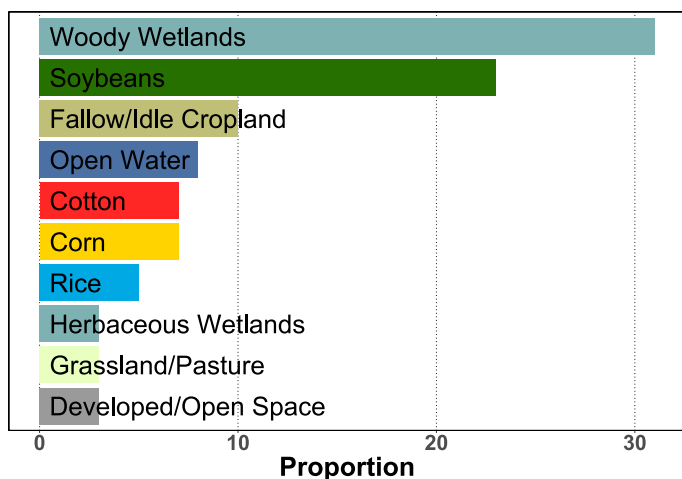 Woody Wetlands
Soybeans
Fallow/Idle Cropland
Open Water
Cotton
Corn
Rice
Herbaceous Wetlands
Grassland/Pasture
Developed/Open Space
0 10 20 30
Proportion